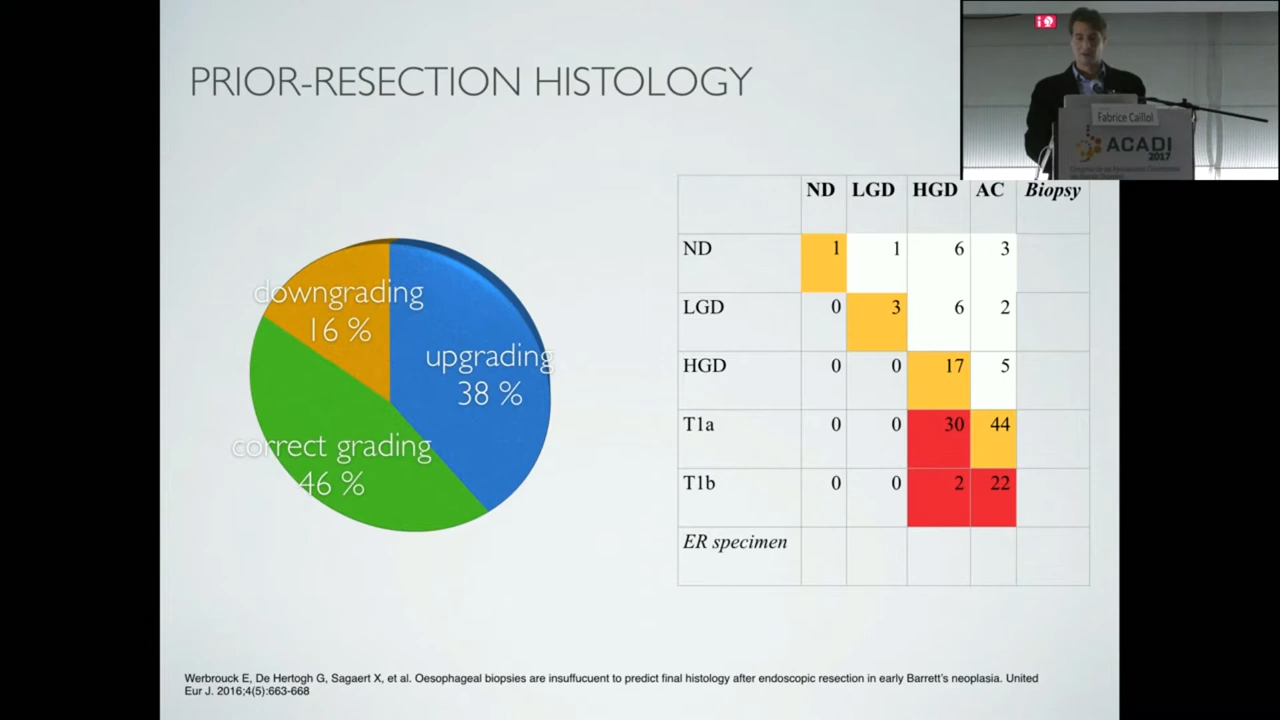 PRIOR-RESECTION HISTOLOGY
Fabrice Caillol
ACADI
2017
downgrading
16 %
upgrading
38 %
correct grading
46 %
ND LGD HGD AC Biopsy
ND 1 1 6 3
LGD 0 3 6 2
HGD 0 0 17 5
T1a 0 0 30 44
T1b 0 0 2 22
ER specimen
Werbrouck E, De Hertogh G, Sagaert X, et al. Oesophageal biopsies are insuffucuent to predict final histology after endoscopic resection in early Barrett's neoplasia. United
Eur J. 2016;4(5):663-668